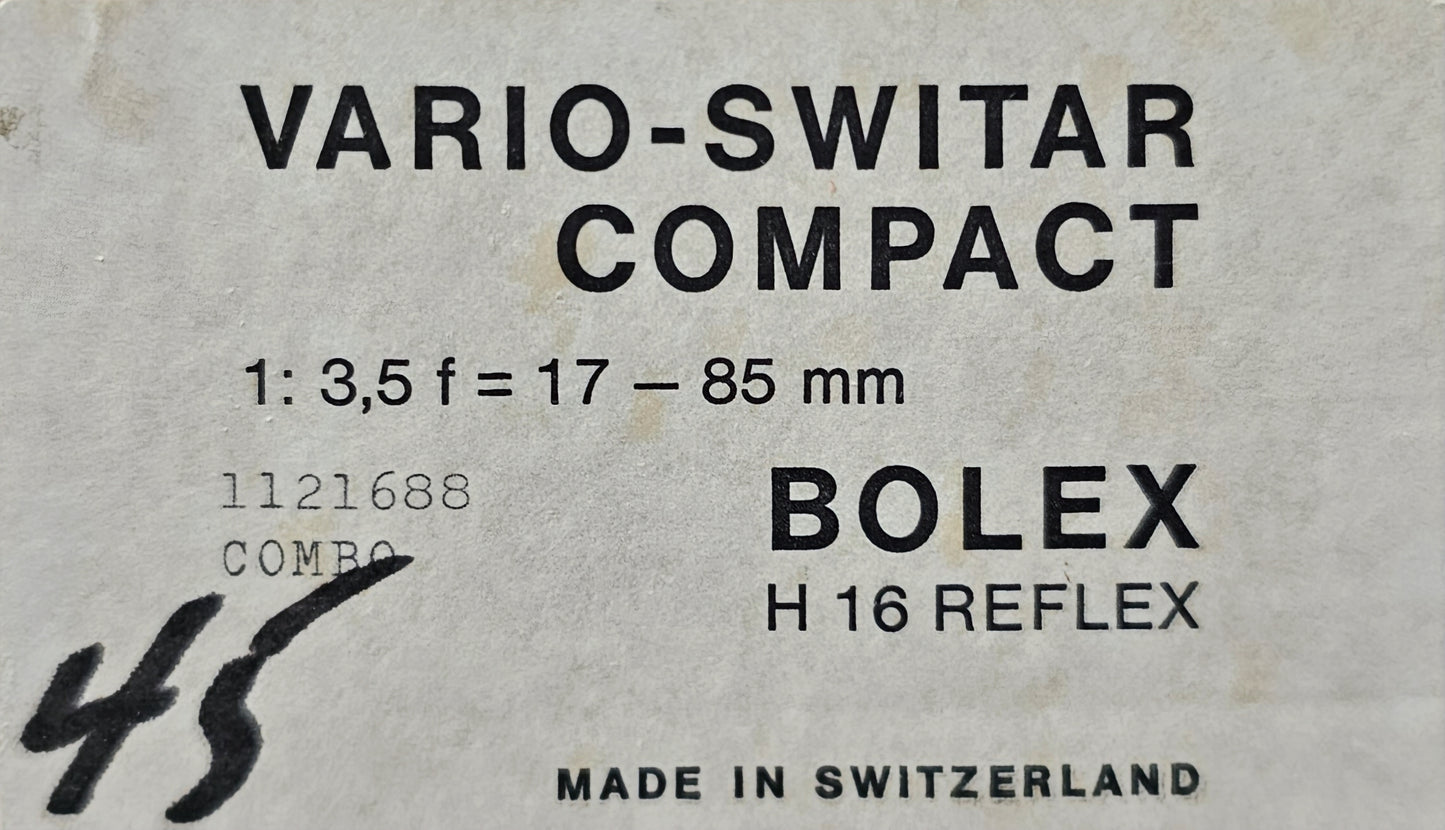 VARIO-SWITAR
COMPACT
1: 3,5 f = 17 – 85 mm
1121688
COMBO
45
BOLEX
H 16 REFLEX
MADE IN SWITZERLAND